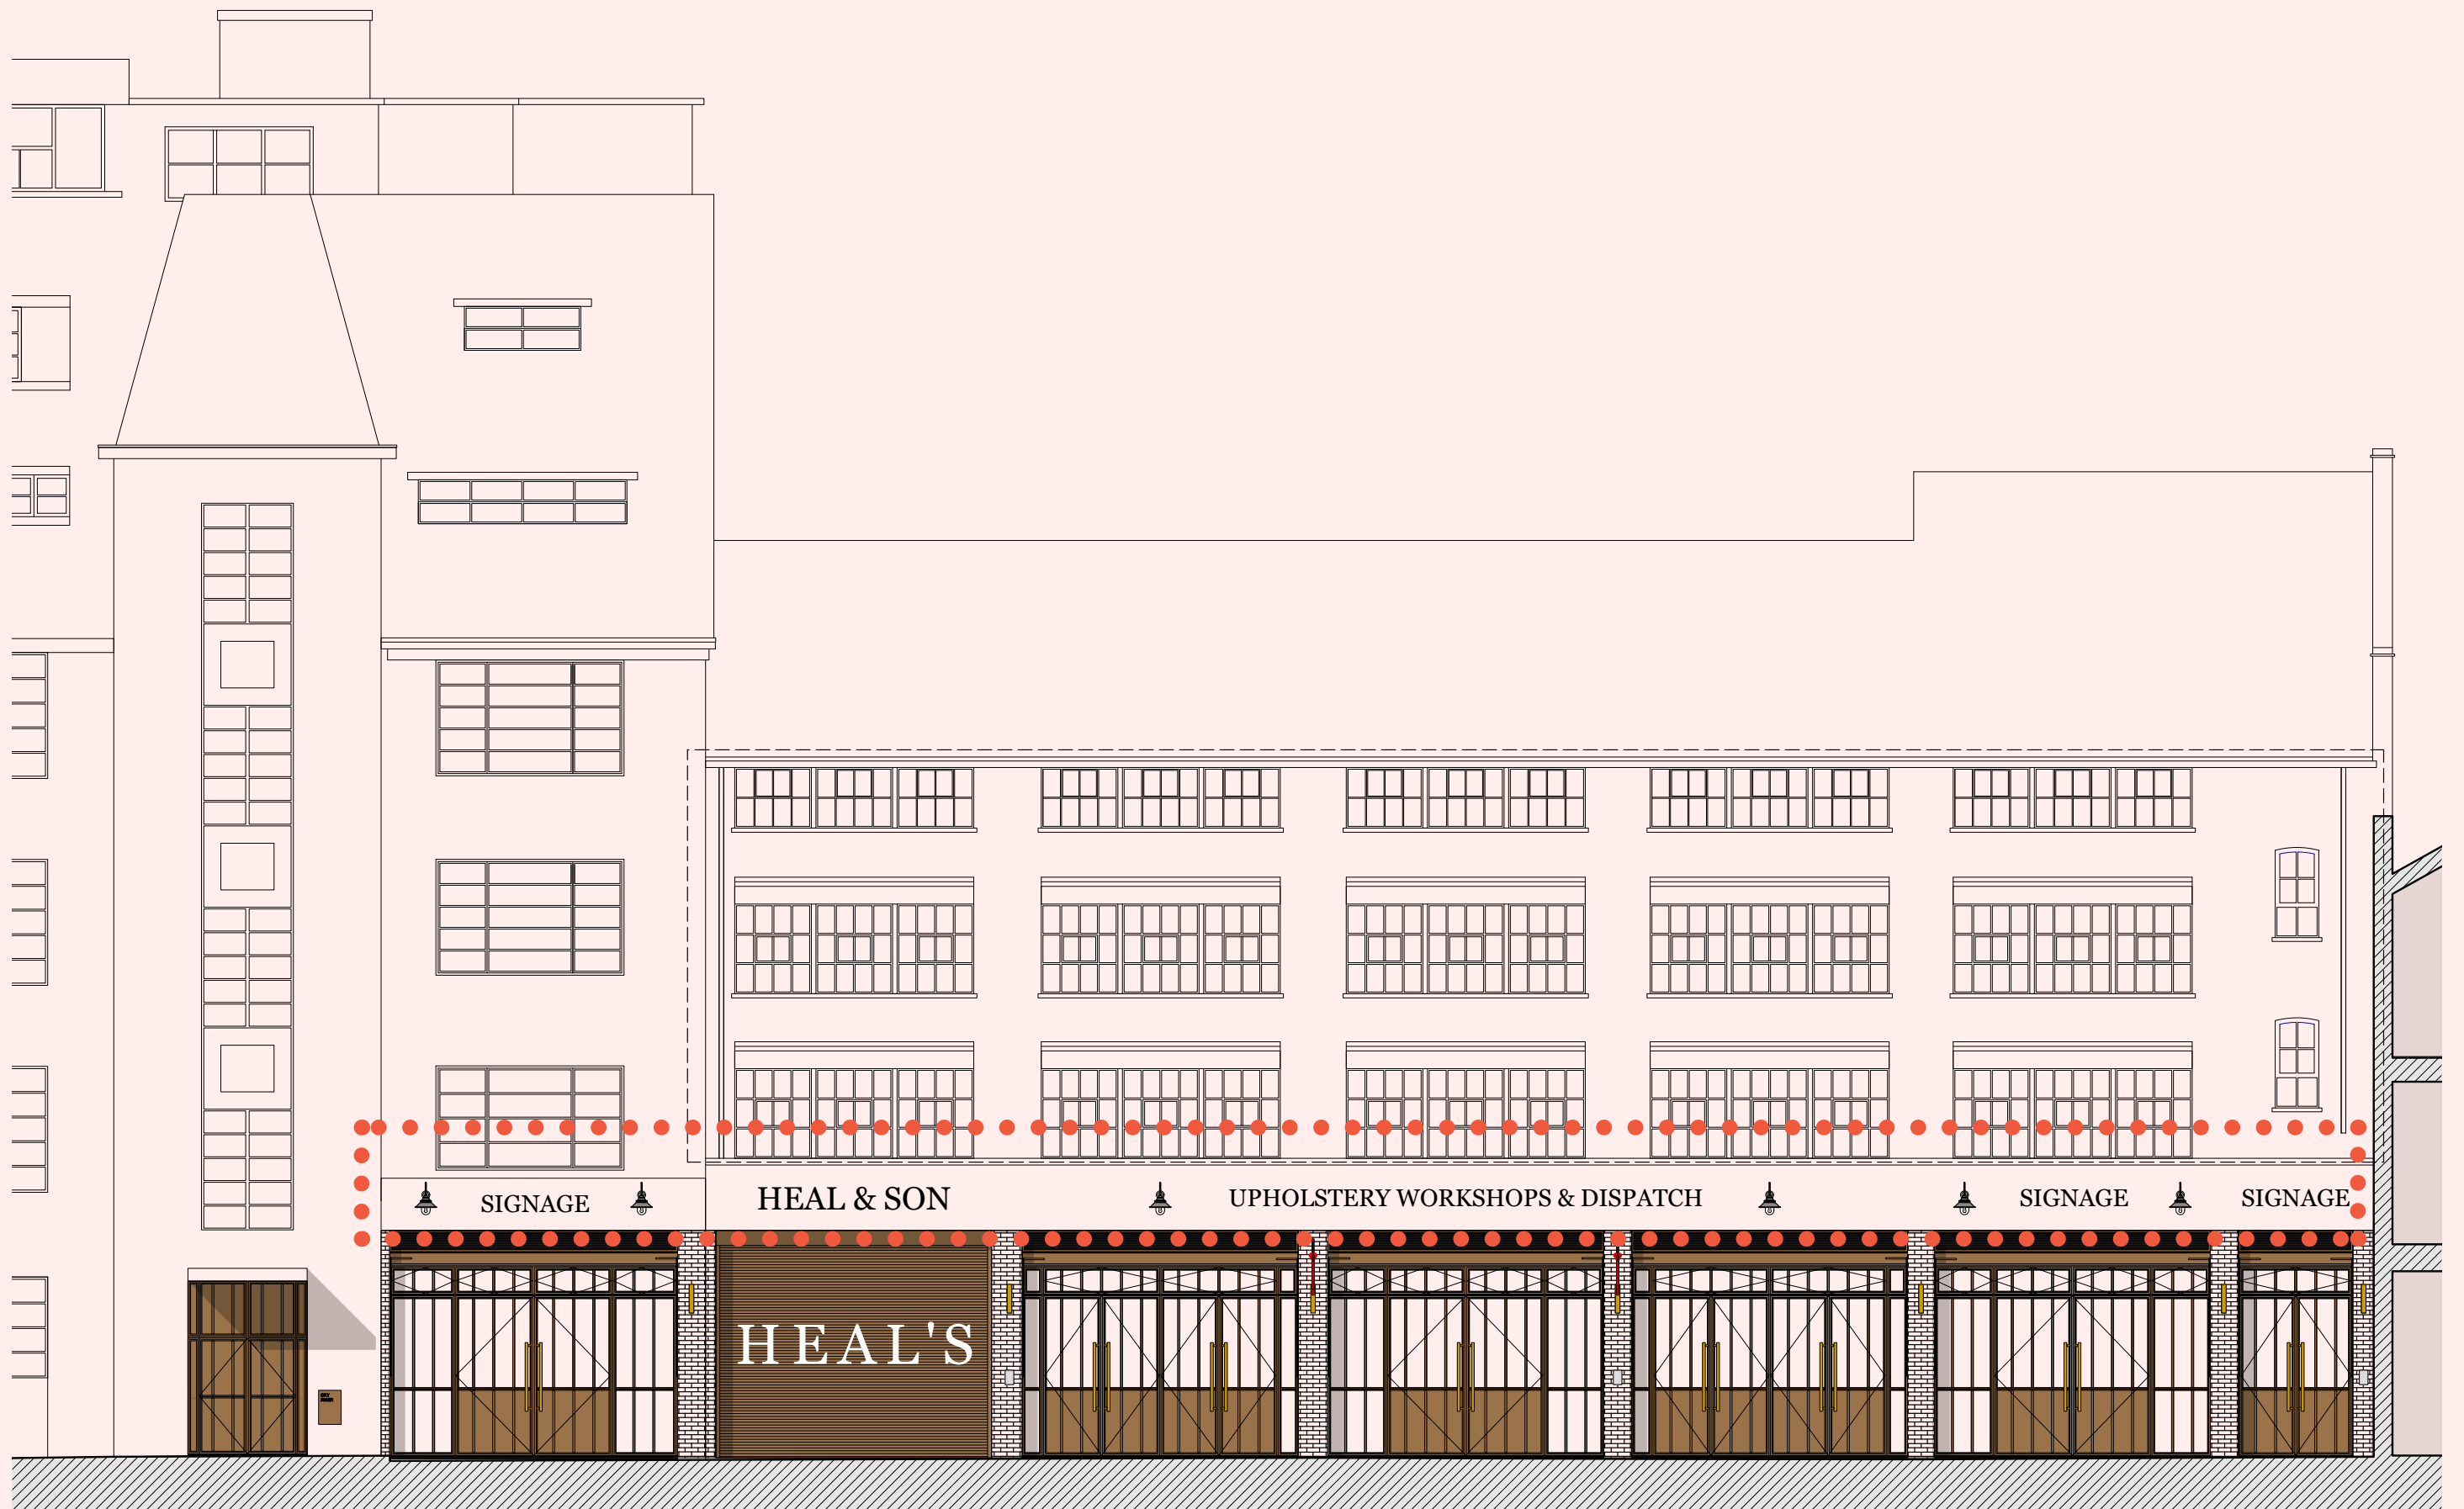 SIGNAGE
HEAL & SON
UPHOLSTERY WORKSHOPS & DISPATCH
SIGNAGE
SIGNAGE
HEAL'S